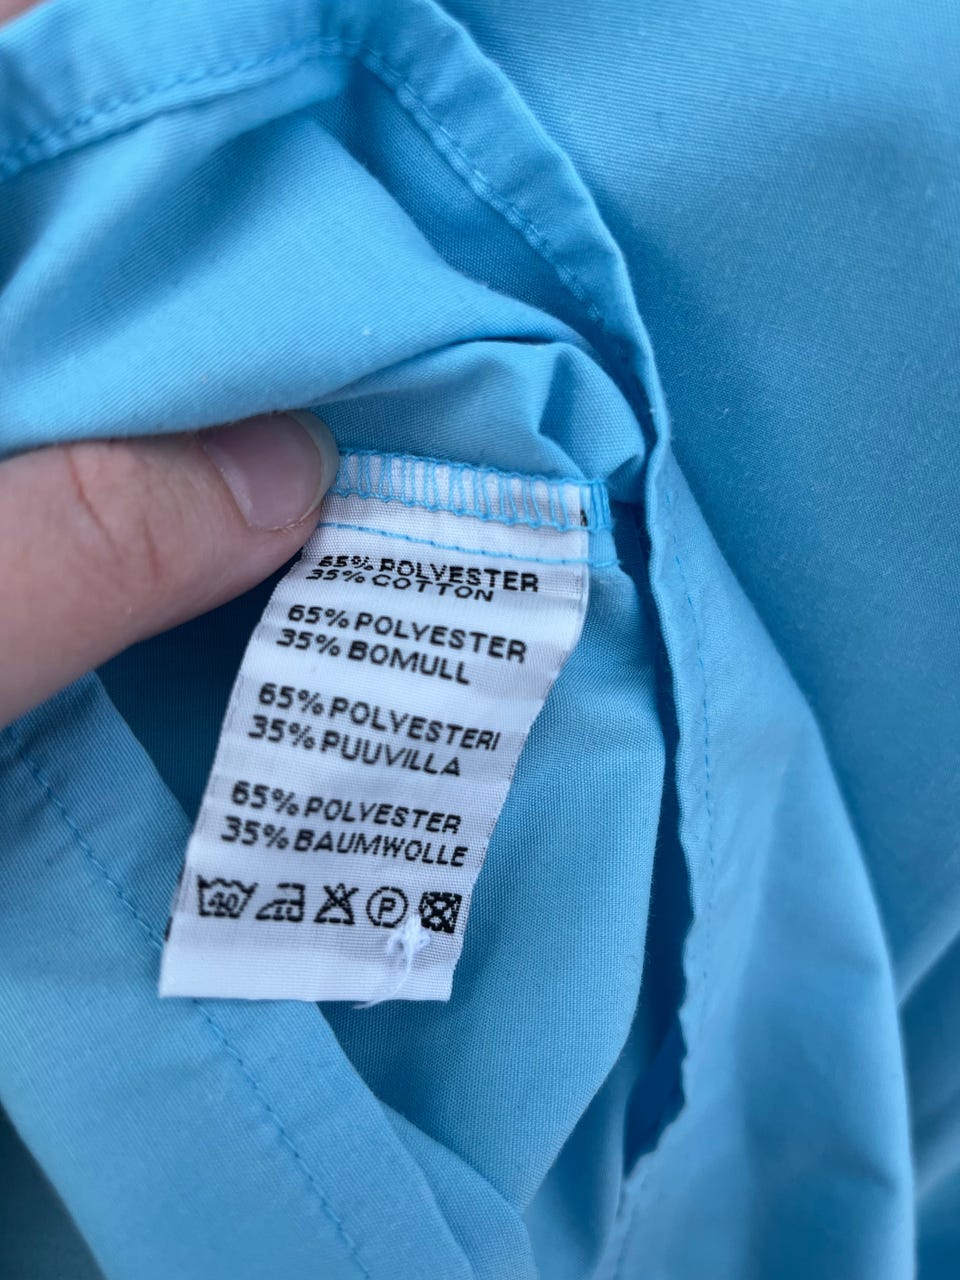 65% POLYESTER
35% COTTON
65% POLYESTER
35% BOMULL
65% POLYESTERI
35% PUUVILLA
65% POLYESTER
35% BAUMWOLLE
40 P